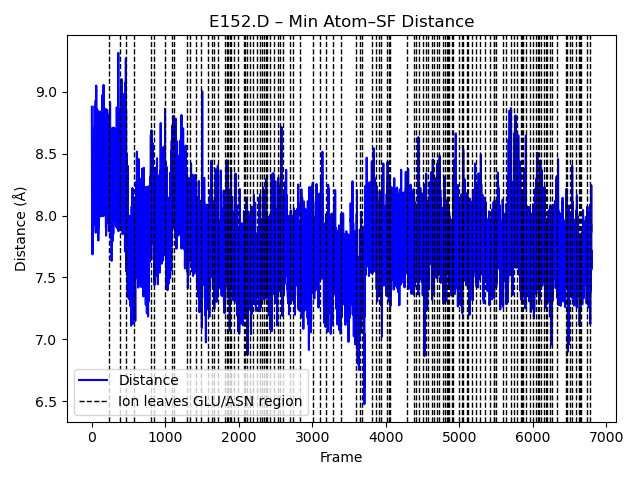 E152.D – Min Atom–SF Distance
Distance (Å)
9.0
8.5
8.0
7.5
7.0
6.5
Distance
Ion leaves GLU/ASN region
0 1000 2000 3000 4000 5000 6000 7000
Frame